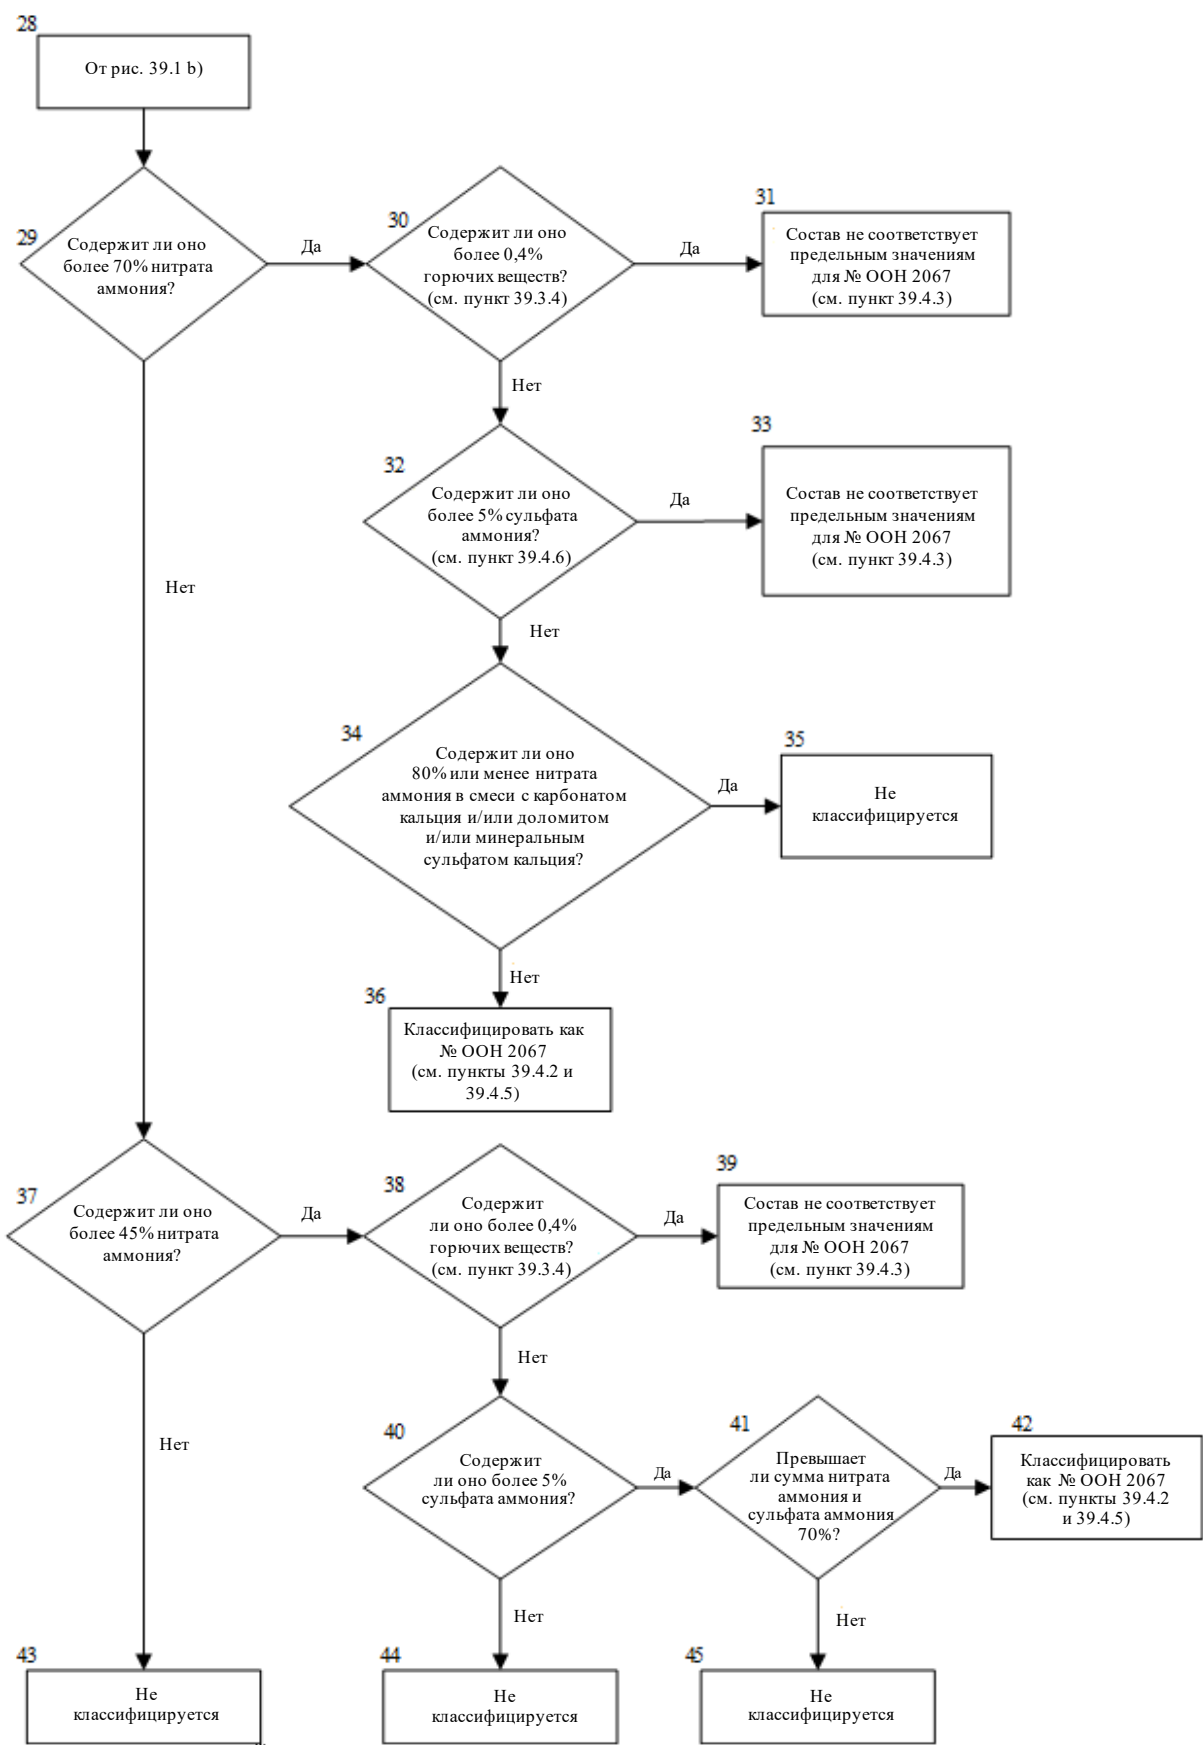 28
От рис. 39.1 b)
29
Содержит ли оно
более 70% нитрата
аммония?
Да
30
Содержит ли оно
более 0,4%
горючих веществ?
(см. пункт 39.3.4)
Да
31
Состав не соответствует
предельным значениям
для № ООН 2067
(см. пункт 39.4.3)
Нет
32
Содержит ли оно
более 5% сульфата
аммония?
(см. пункт 39.4.6)
Да
33
Состав не соответствует
предельным значениям
для № ООН 2067
(см. пункт 39.4.3)
Нет
Нет
34
Содержит ли оно
80% или менее нитрата
аммония в смеси с карбонатом
кальция и/или доломитом
и/или минеральным
сульфатом кальция?
Да
35
Не
классифицируется
Нет
36
Классифицировать как
№ ООН 2067
(см. пункты 39.4.2 и
39.4.5)
37
Содержит ли оно
более 45% нитрата
аммония?
Да
38
Содержит
ли оно более 0,4%
горючих веществ?
(см. пункт 39.3.4)
Да
39
Состав не соответствует
предельным значениям
для № ООН 2067
(см. пункт 39.4.3)
Нет
Нет
40
Содержит
ли оно более 5%
сульфата аммония?
Да
41
Превышает
ли сумма нитрата
аммония и
сульфата аммония
70%?
Да
42
Классифицировать
как № ООН 2067
(см. пункты 39.4.2
и 39.4.5)
Нет
Нет
43
Не
классифицируется
44
Не
классифицируется
45
Не
классифицируется